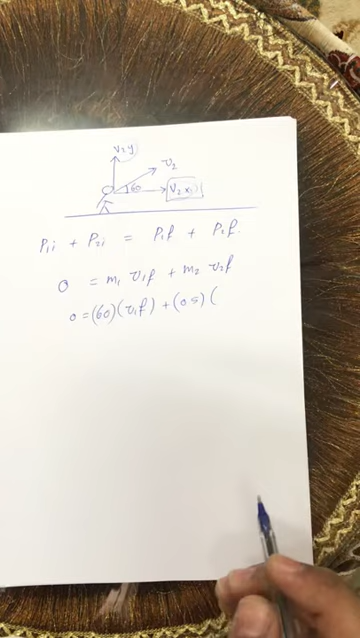 v₂y
v₂
60
V₂x
P₁i + P₂i = P₁f + P₂f.
0 = m₁ v₁f + m₂ v₂f
0 = (60)(v₁f) + (0.5)(